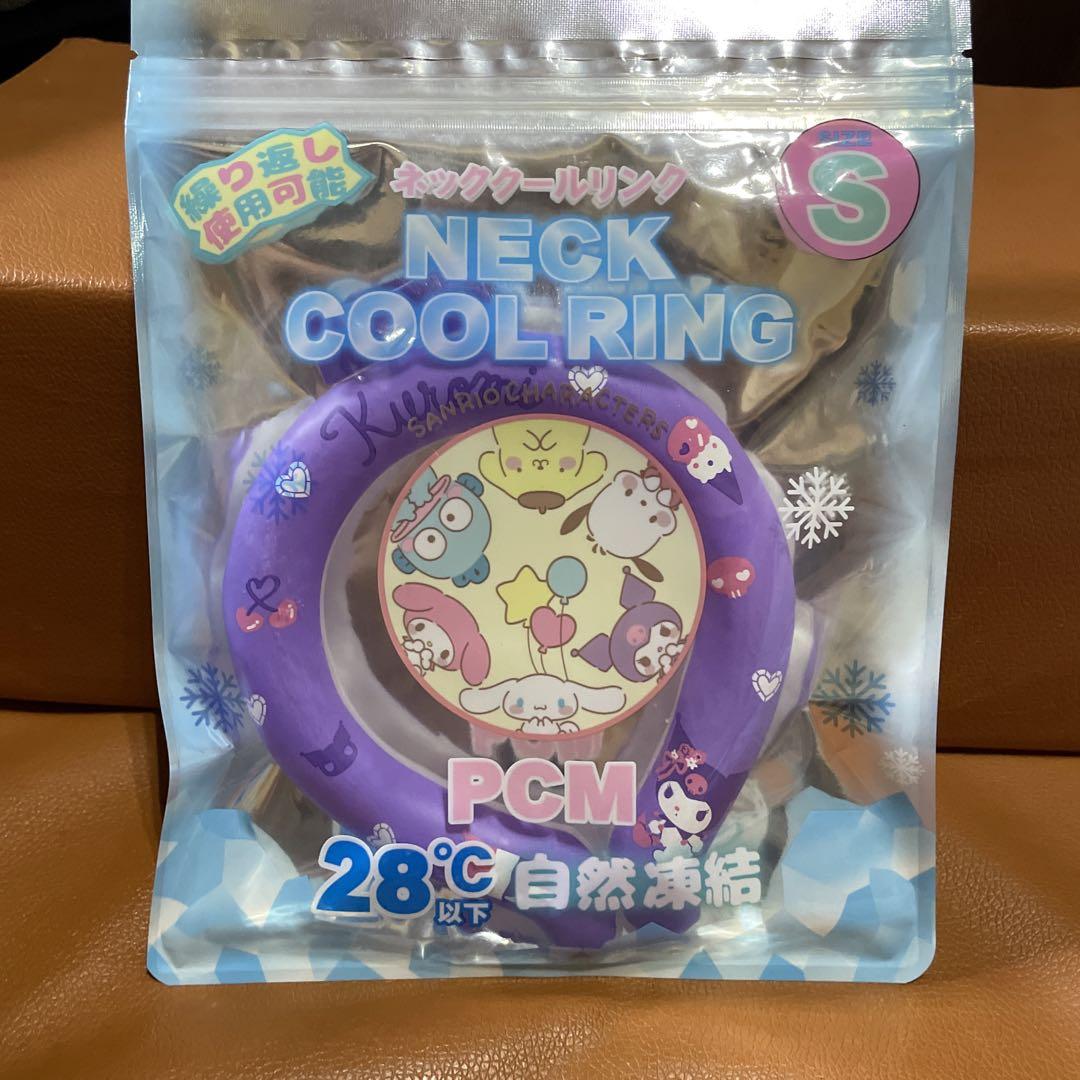 繰り返し
使用可能
ネッククールリング
SIZE
S
NECK
COOL RING
Kuromi
SANRIO CHARACTERS
PCM
28℃
以下
自然凍結